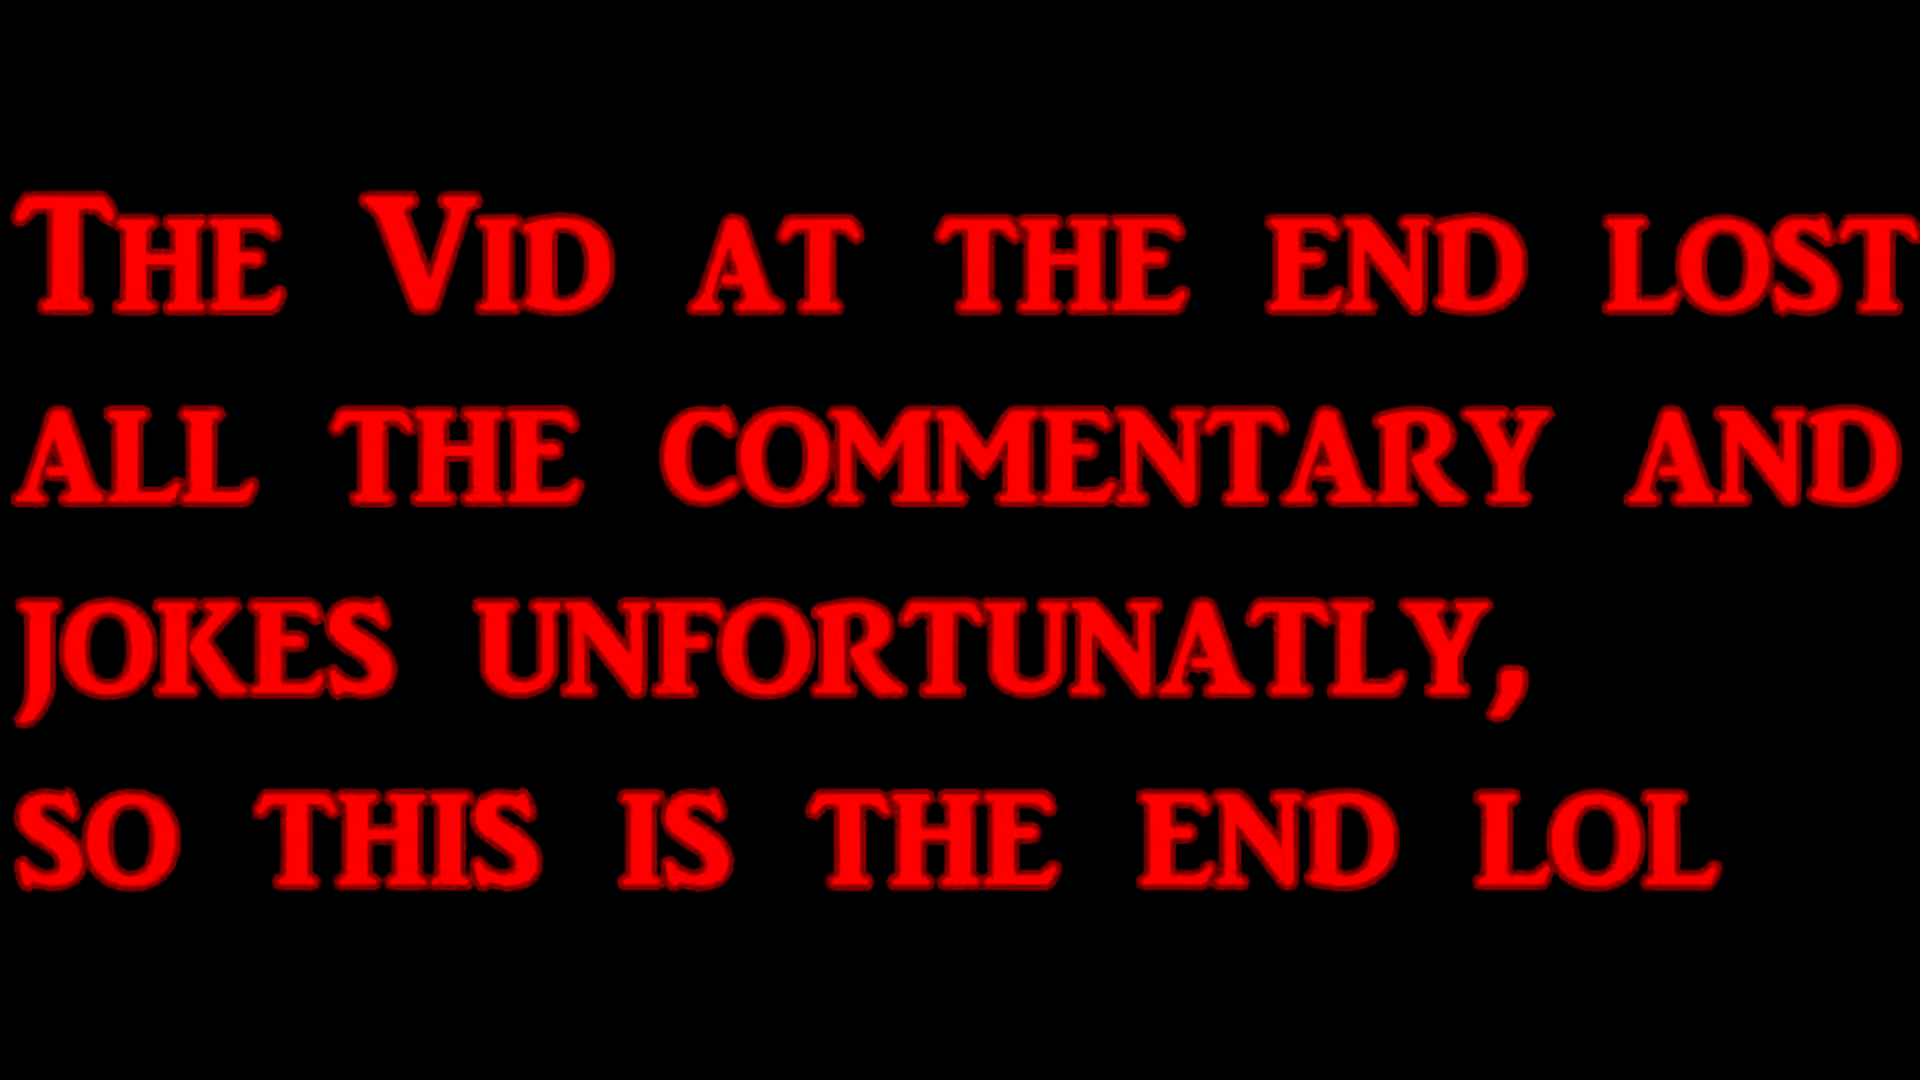 The Vid at the end lost
all the commentary and
jokes unfortunatly,
so this is the end lol